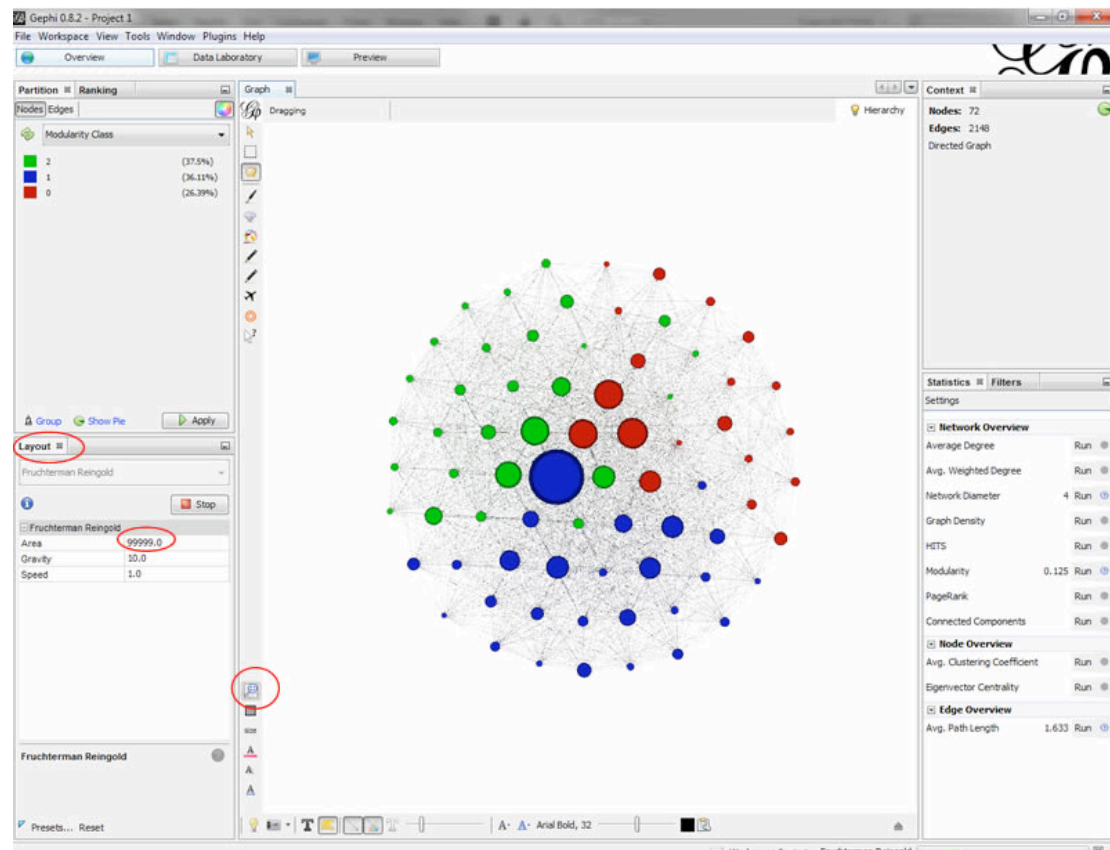 Gephi 0.8.2 - Project 1
File Workspace View Tools Window Plugins Help
Overview Data Laboratory Preview
Partition Ranking
Nodes Edges
Modularity Class
2 (37.5%)
1 (36.11%)
0 (26.39%)
Group Show Pie Apply
Layout
Fruchterman Reingold
Stop
Fruchterman Reingold
Area 99999.0
Gravity 10.0
Speed 1.0
Fruchterman Reingold
Presets... Reset
Graph
Dragging Hierarchy
SIZE
A
A
A
T T A- A- Arial Bold, 32
Context
Nodes: 72
Edges: 2148
Directed Graph
Statistics Filters
Settings
Network Overview
Average Degree Run
Avg. Weighted Degree Run
Network Diameter 4 Run
Graph Density Run
HITS Run
Modularity 0.125 Run
PageRank Run
Connected Components Run
Node Overview
Avg. Clustering Coefficient Run
Eigenvector Centrality Run
Edge Overview
Avg. Path Length 1.633 Run
Fruchterman Reingold